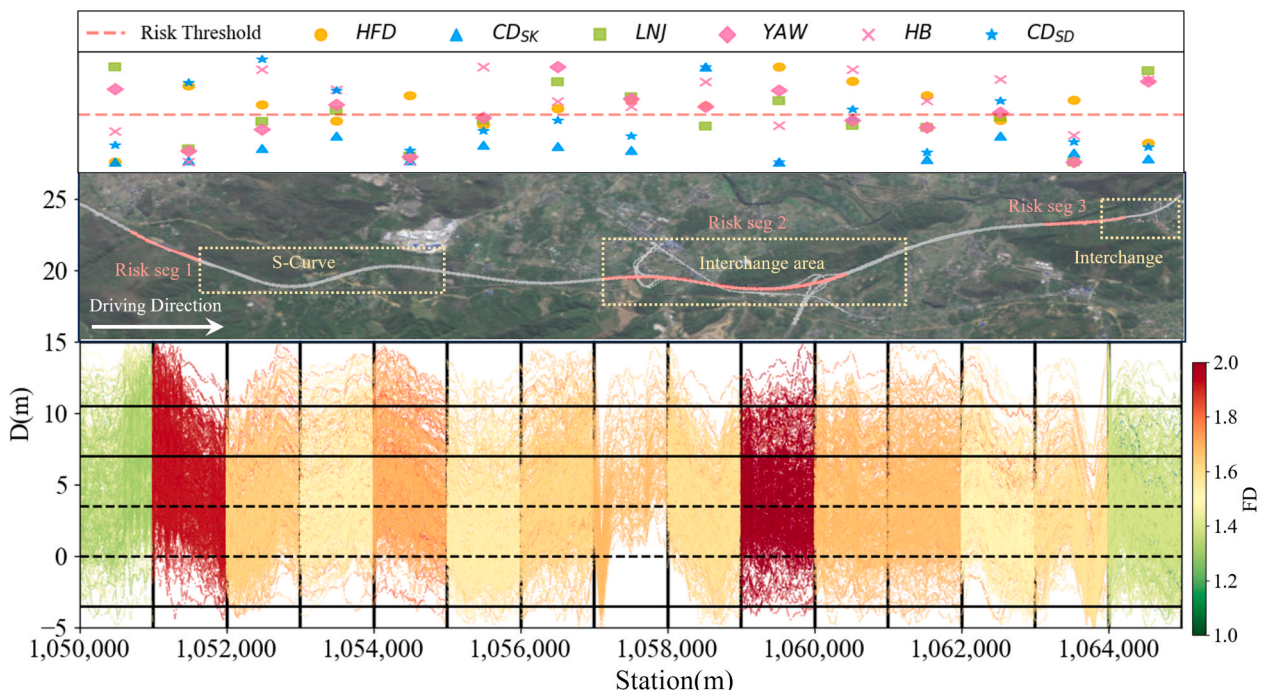 Risk Threshold HFD CD_SK LNJ YAW HB CD_SD
25
20
15
Risk seg 1
S-Curve
Driving Direction
Risk seg 2
Interchange area
Risk seg 3
Interchange
D(m)
15
10
5
0
−5
1,050,000 1,052,000 1,054,000 1,056,000 1,058,000 1,060,000 1,062,000 1,064,000
Station(m)
2.0
1.8
1.6
1.4
1.2
1.0
FD